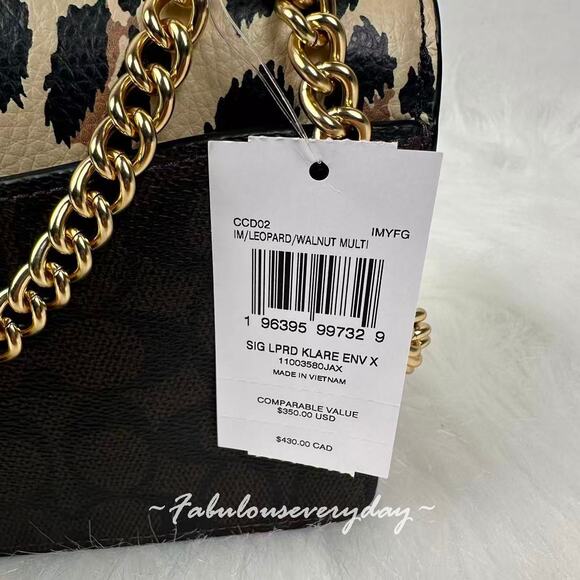 CCD02 IMYFG
IM/LEOPARD/WALNUT MULTI
1 96395 99732 9
SIG LPRD KLARE ENV X
11003580JAX
MADE IN VIETNAM
COMPARABLE VALUE
$350.00 USD
$430.00 CAD
~Fabulouseveryday~